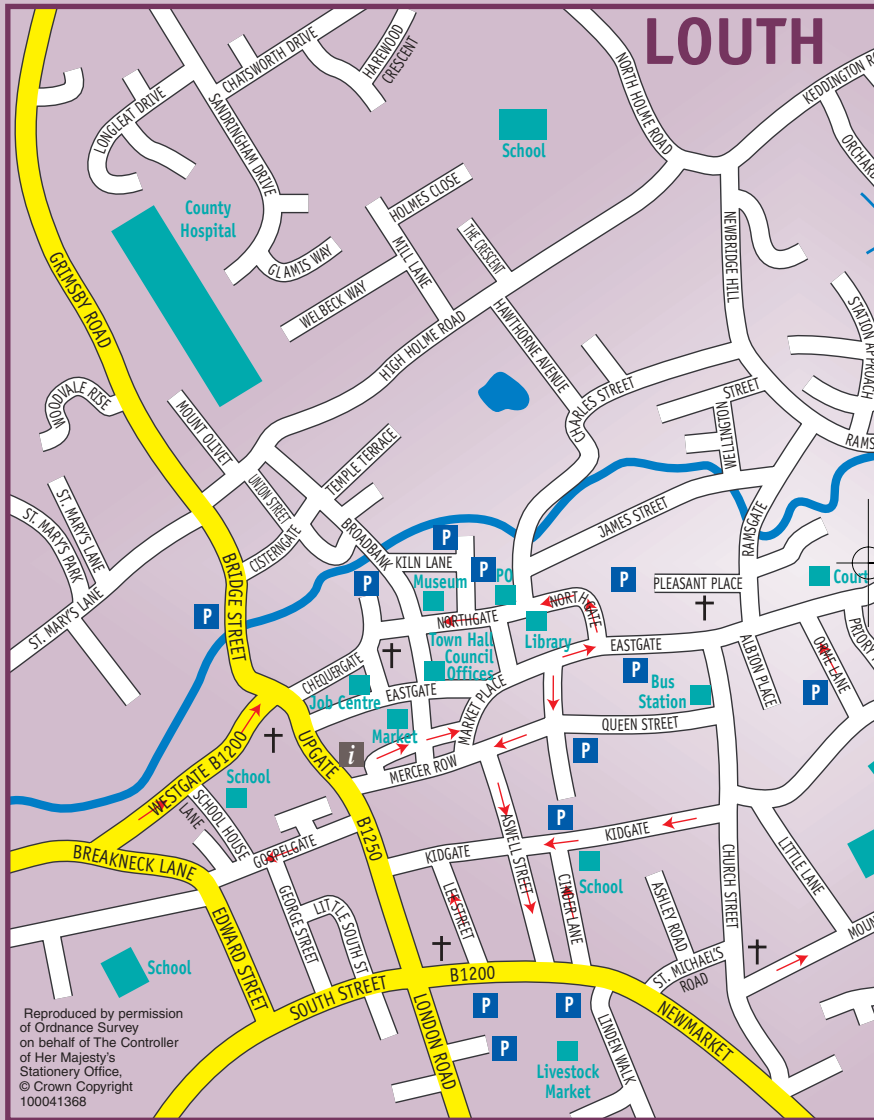 LOUTH
CHATSWORTH DRIVE
HAREWOOD
CRESCENT
LONGLEAT DRIVE
SANDRINGHAM DRIVE
NORTH HOLME ROAD
KEDDINGTON RO
ORCHARD
School
County
Hospital
HOLMES CLOSE
GLAMIS WAY
MILL LANE
THE CRESCENT
WELBECK WAY
NEWBRIDGE HILL
GRIMSBY ROAD
HIGH HOLME ROAD
HAWTHORNE AVENUE
STATION APPROACH
WOODVALE RISE
MOUNT OLIVET
CHARLES STREET
STREET
WELLINGTON
RAMS
TEMPLE TERRACE
UNION STREET
ST. MARY'S LANE
ST. MARY'S PARK
CISTERNGATE
BROADBANK
JAMES STREET
RAMSGATE
P
KILN LANE
P
P
PO
P
PLEASANT PLACE
Court
Museum
BRIDGE STREET
P
ST. MARY'S LANE
NORTHGATE
NORTHGATE
Library
EASTGATE
ALBION PLACE
ORME LANE
PRIORY
Town Hall
Council
Offices
CHEQUERGATE
Job Centre
EASTGATE
MARKET PLACE
P
Bus
Station
P
QUEEN STREET
Market
UPGATE
i
MERCER ROW
P
WESTGATE B1200
School
SCHOOL HOUSE
LANE
B1250
P
KIDGATE
ASWELL STREET
KIDGATE
GOSPELGATE
BREAKNECK LANE
School
CINDER LANE
CHURCH STREET
LITTLE LANE
LEE STREET
ASHLEY ROAD
GEORGE STREET
LITTLE SOUTH ST
EDWARD STREET
MOUN
ST. MICHAEL'S
ROAD
School
B1200
SOUTH STREET
LONDON ROAD
P
P
NEWMARKET
LINDEN WALK
P
Livestock
Market
Reproduced by permission
of Ordnance Survey
on behalf of The Controller
of Her Majesty's
Stationery Office,
© Crown Copyright
100041368